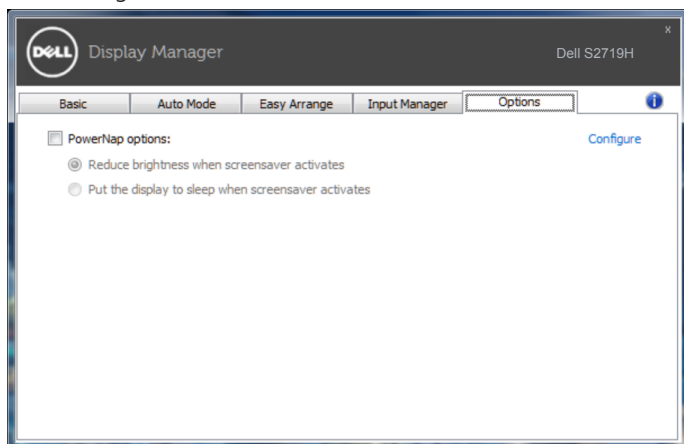 DELL Display Manager
x
Dell S2719H
Basic Auto Mode Easy Arrange Input Manager Options i
PowerNap options: Configure
Reduce brightness when screensaver activates
Put the display to sleep when screensaver activates